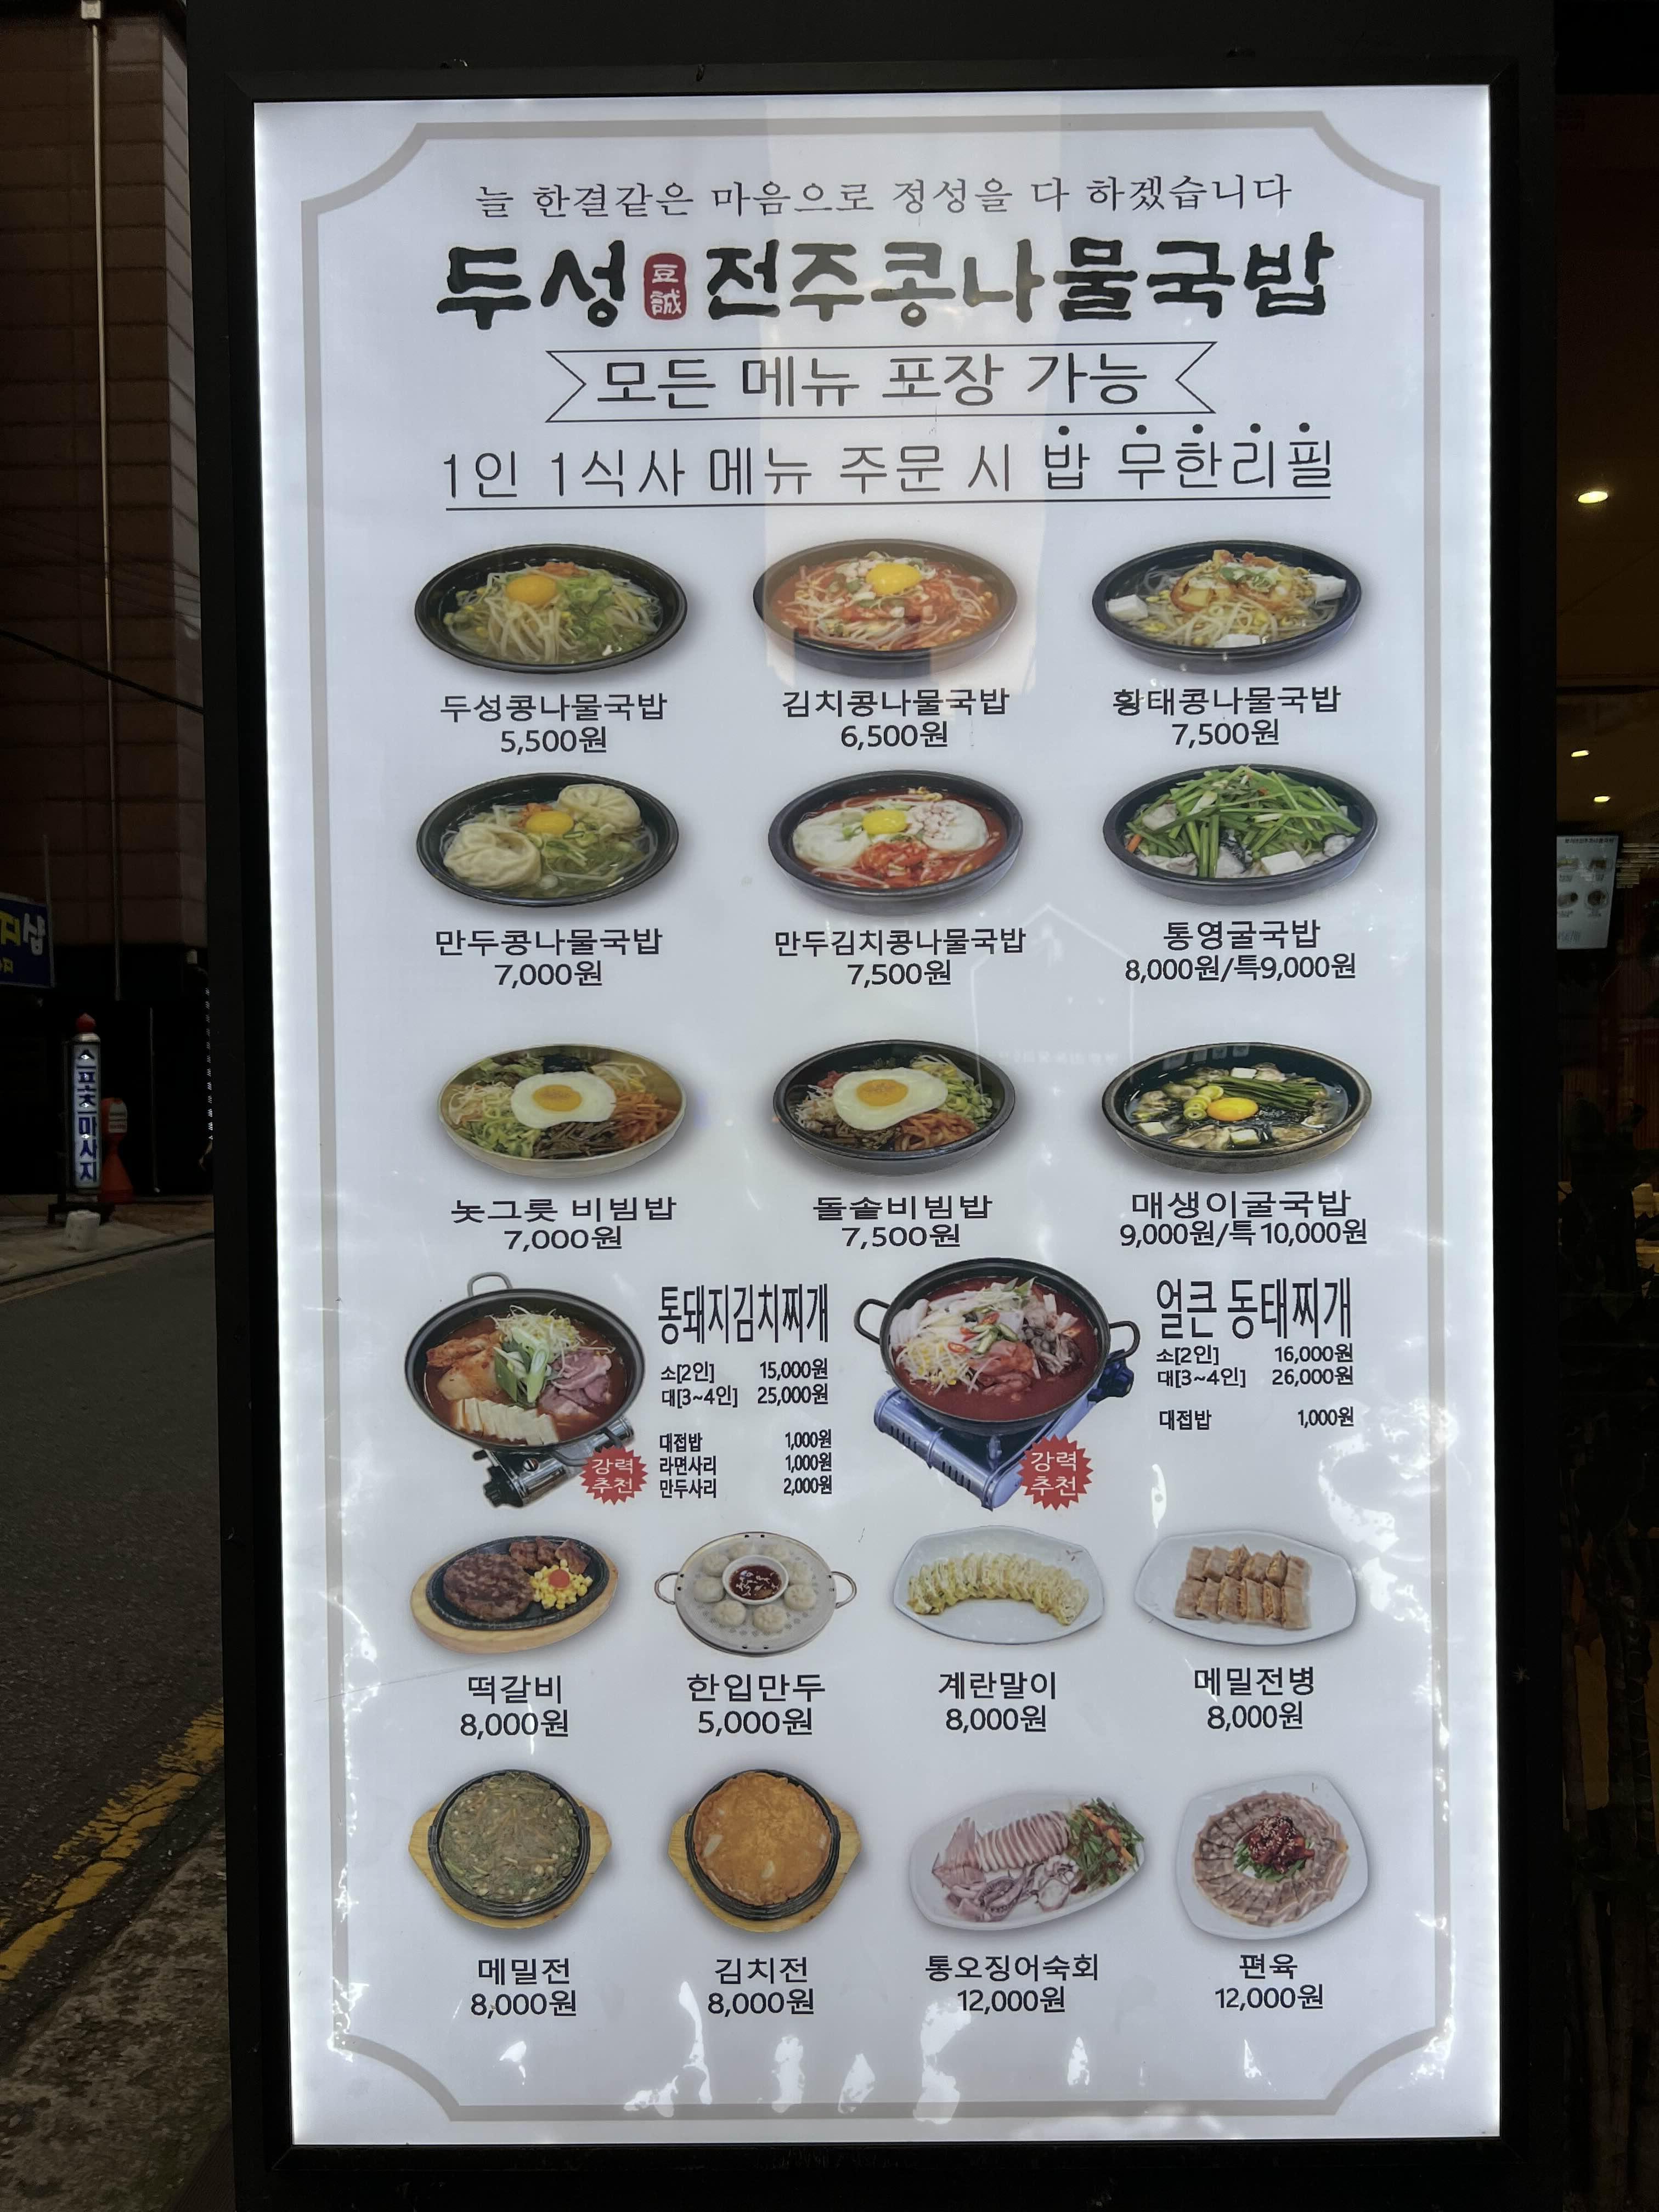 늘 한결같은 마음으로 정성을 다 하겠습니다
두성 豆誠 전주콩나물국밥
모든 메뉴 포장 가능
1인 1식사 메뉴 주문 시 밥 무한리필
두성콩나물국밥 김치콩나물국밥 황태콩나물국밥
5,500원 6,500원 7,500원
만두콩나물국밥 만두김치콩나물국밥 통영굴국밥
7,000원 7,500원 8,000원/특9,000원
놋그릇 비빔밥 돌솥비빔밥 매생이굴국밥
7,000원 7,500원 9,000원/특10,000원
통돼지김치찌개
소[2인] 15,000원
대[3~4인] 25,000원
대접밥 1,000원
라면사리 1,000원
만두사리 2,000원
강력
추천
얼큰 동태찌개
소[2인] 16,000원
대[3~4인] 26,000원
대접밥 1,000원
강력
추천
떡갈비 한입만두 계란말이 메밀전병
8,000원 5,000원 8,000원 8,000원
메밀전 김치전 통오징어숙회 편육
8,000원 8,000원 12,000원 12,000원
스포츠마사지